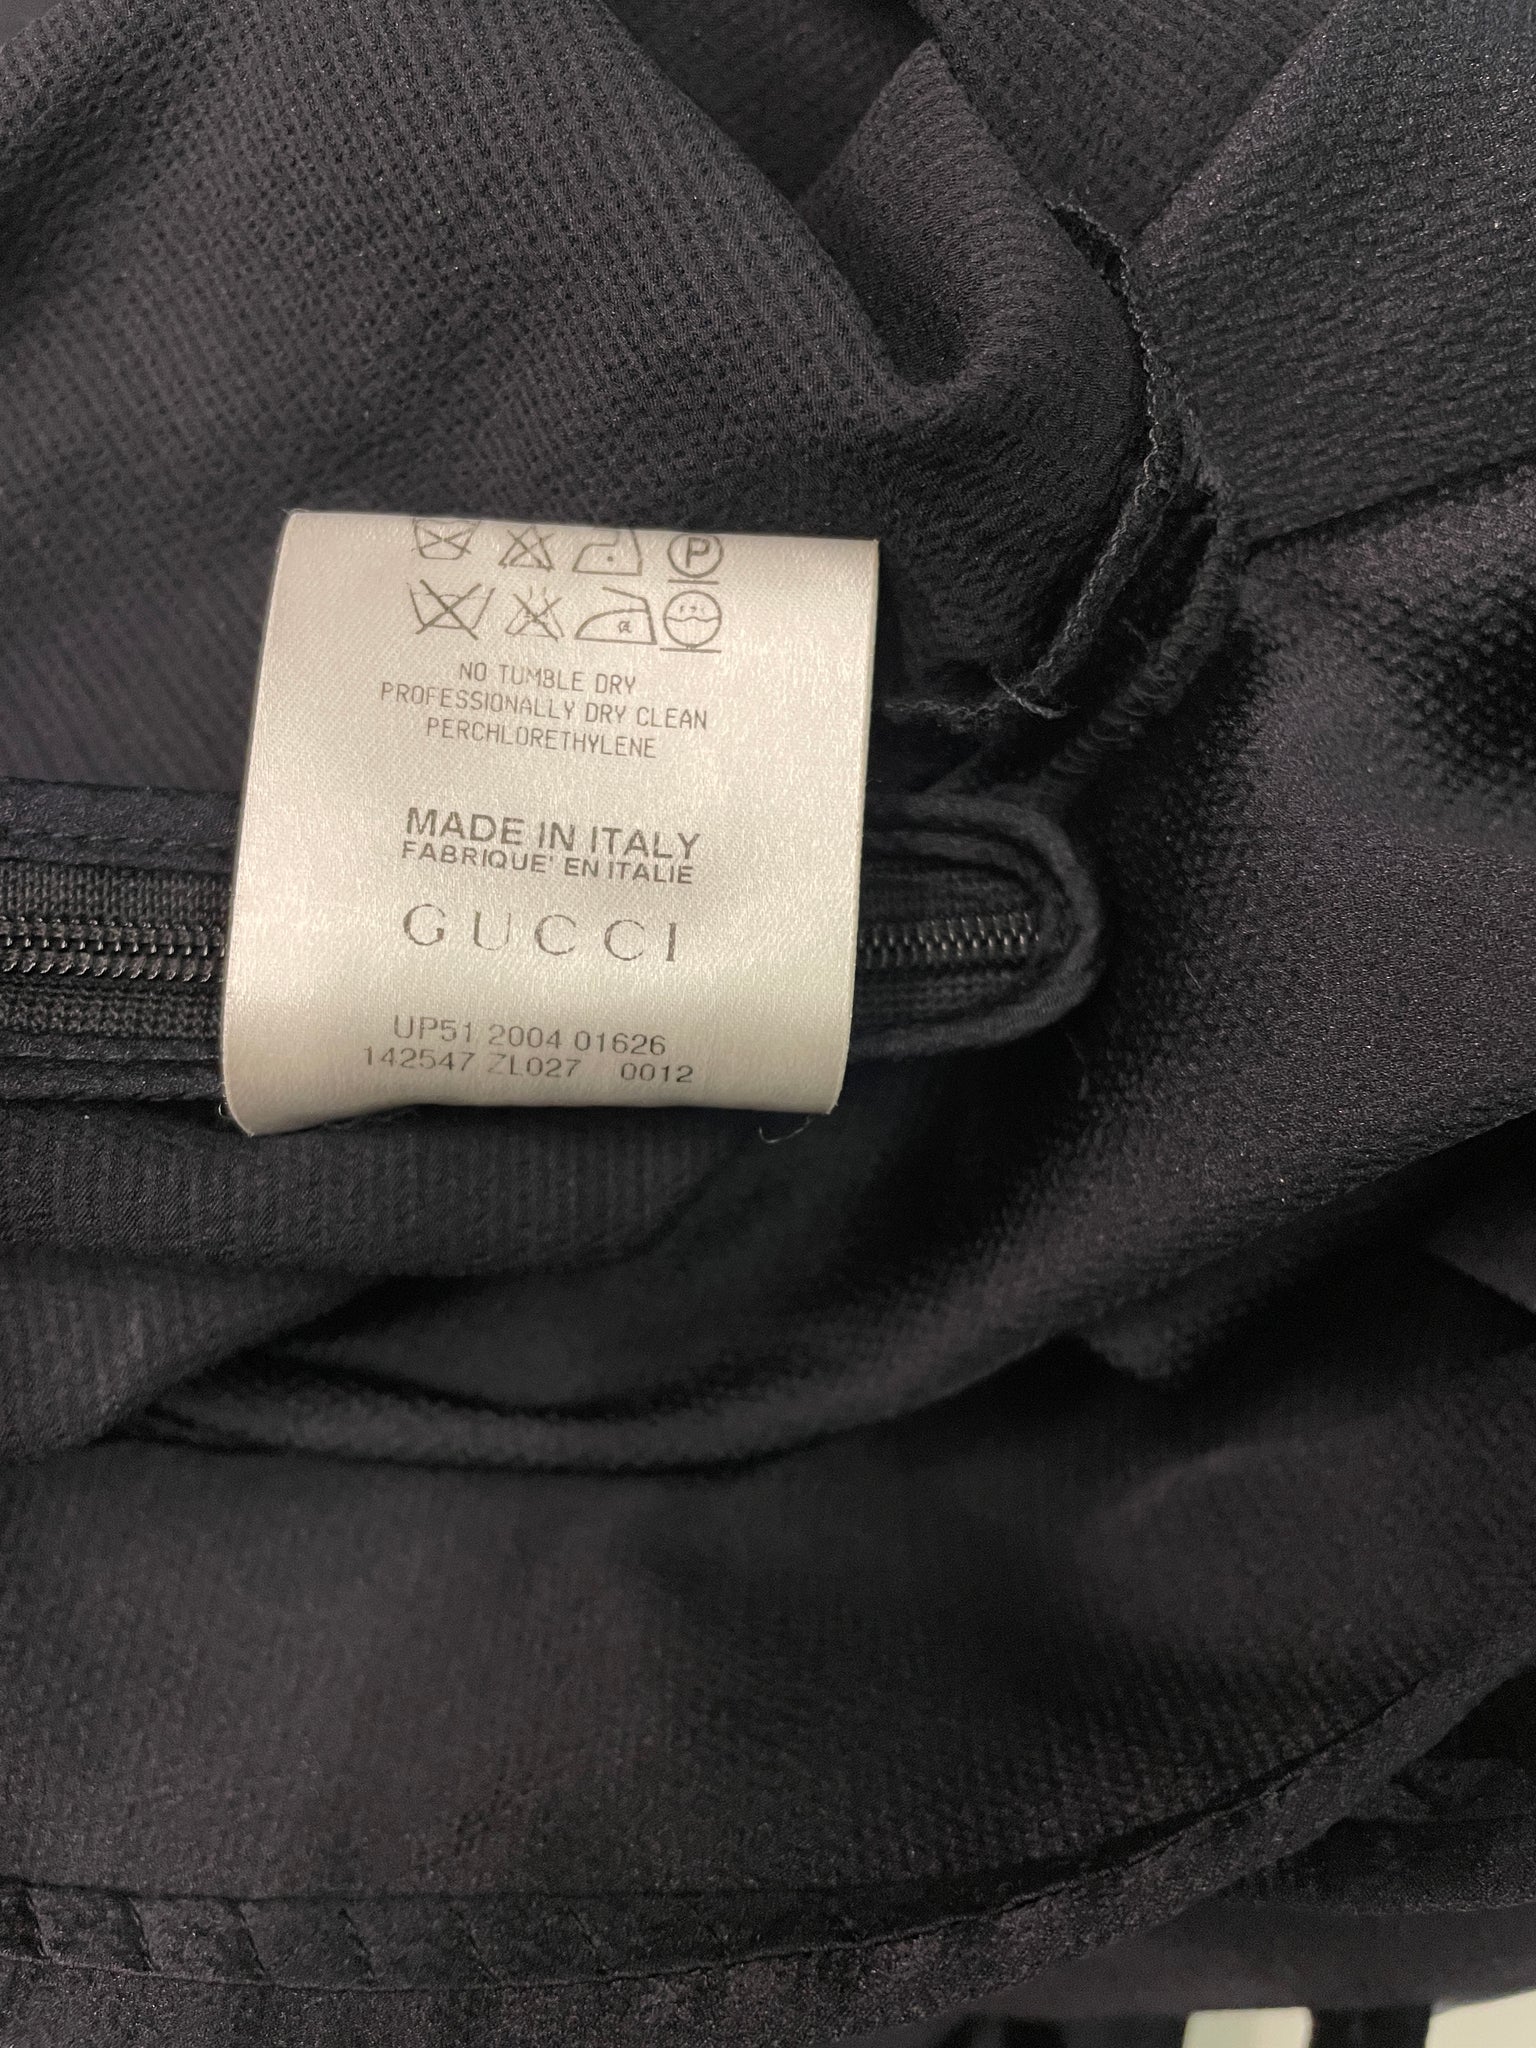 P
NO TUMBLE DRY
PROFESSIONALLY DRY CLEAN
PERCHLORETHYLENE
MADE IN ITALY
FABRIQUE' EN ITALIE
GUCCI
UP51 2004 01626
142547 ZL027 0012